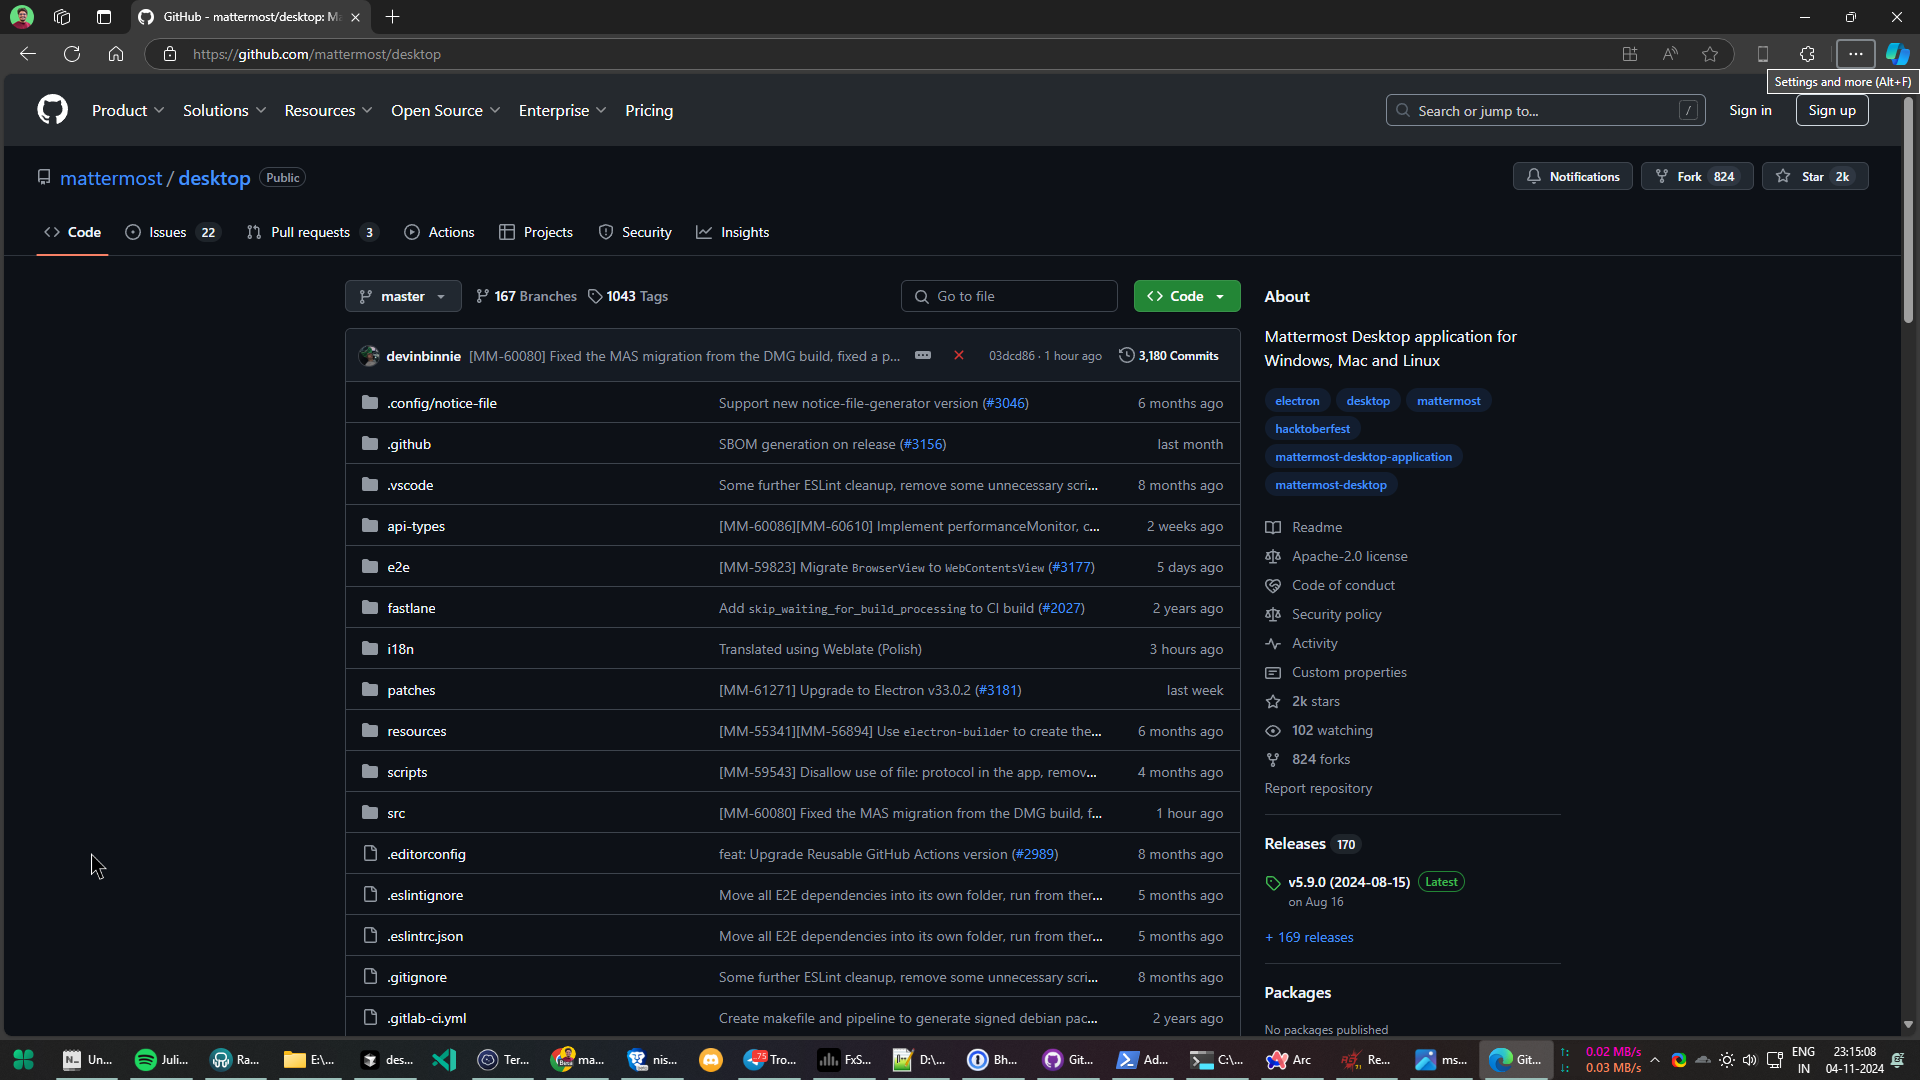 GitHub - mattermost/desktop: Ma
https://github.com/mattermost/desktop
Settings and more (Alt+F)
Product
Solutions
Resources
Open Source
Enterprise
Pricing
Search or jump to...
/
Sign in
Sign up
mattermost / desktop
Public
Notifications
Fork 824
Star 2k
Code
Issues 22
Pull requests 3
Actions
Projects
Security
Insights
master
167 Branches
1043 Tags
Go to file
Code
devinbinnie [MM-60080] Fixed the MAS migration from the DMG build, fixed a p... 03dcd86 · 1 hour ago 3,180 Commits
.config/notice-file Support new notice-file-generator version (#3046) 6 months ago
.github SBOM generation on release (#3156) last month
.vscode Some further ESLint cleanup, remove some unnecessary scri... 8 months ago
api-types [MM-60086][MM-60610] Implement performanceMonitor, c... 2 weeks ago
e2e [MM-59823] Migrate BrowserView to WebContentsView (#3177) 5 days ago
fastlane Add skip_waiting_for_build_processing to CI build (#2027) 2 years ago
i18n Translated using Weblate (Polish) 3 hours ago
patches [MM-61271] Upgrade to Electron v33.0.2 (#3181) last week
resources [MM-55341][MM-56894] Use electron-builder to create the... 6 months ago
scripts [MM-59543] Disallow use of file: protocol in the app, remov... 4 months ago
src [MM-60080] Fixed the MAS migration from the DMG build, f... 1 hour ago
.editorconfig feat: Upgrade Reusable GitHub Actions version (#2989) 8 months ago
.eslintignore Move all E2E dependencies into its own folder, run from ther... 5 months ago
.eslintrc.json Move all E2E dependencies into its own folder, run from ther... 5 months ago
.gitignore Some further ESLint cleanup, remove some unnecessary scri... 8 months ago
.gitlab-ci.yml Create makefile and pipeline to generate signed debian pac... 2 years ago
About
Mattermost Desktop application for
Windows, Mac and Linux
electron desktop mattermost
hacktoberfest
mattermost-desktop-application
mattermost-desktop
Readme
Apache-2.0 license
Code of conduct
Security policy
Activity
Custom properties
2k stars
102 watching
824 forks
Report repository
Releases 170
v5.9.0 (2024-08-15) Latest
on Aug 16
+ 169 releases
Packages
No packages published
Un...
Juli...
Ra...
E:\...
des...
Ter...
ma...
nis...
75
Tro...
FxS...
D:\...
Bh...
Git...
Ad...
C:\...
Arc
Re...
ms...
Git...
0.02 MB/s
0.03 MB/s
ENG
IN
23:15:08
04-11-2024